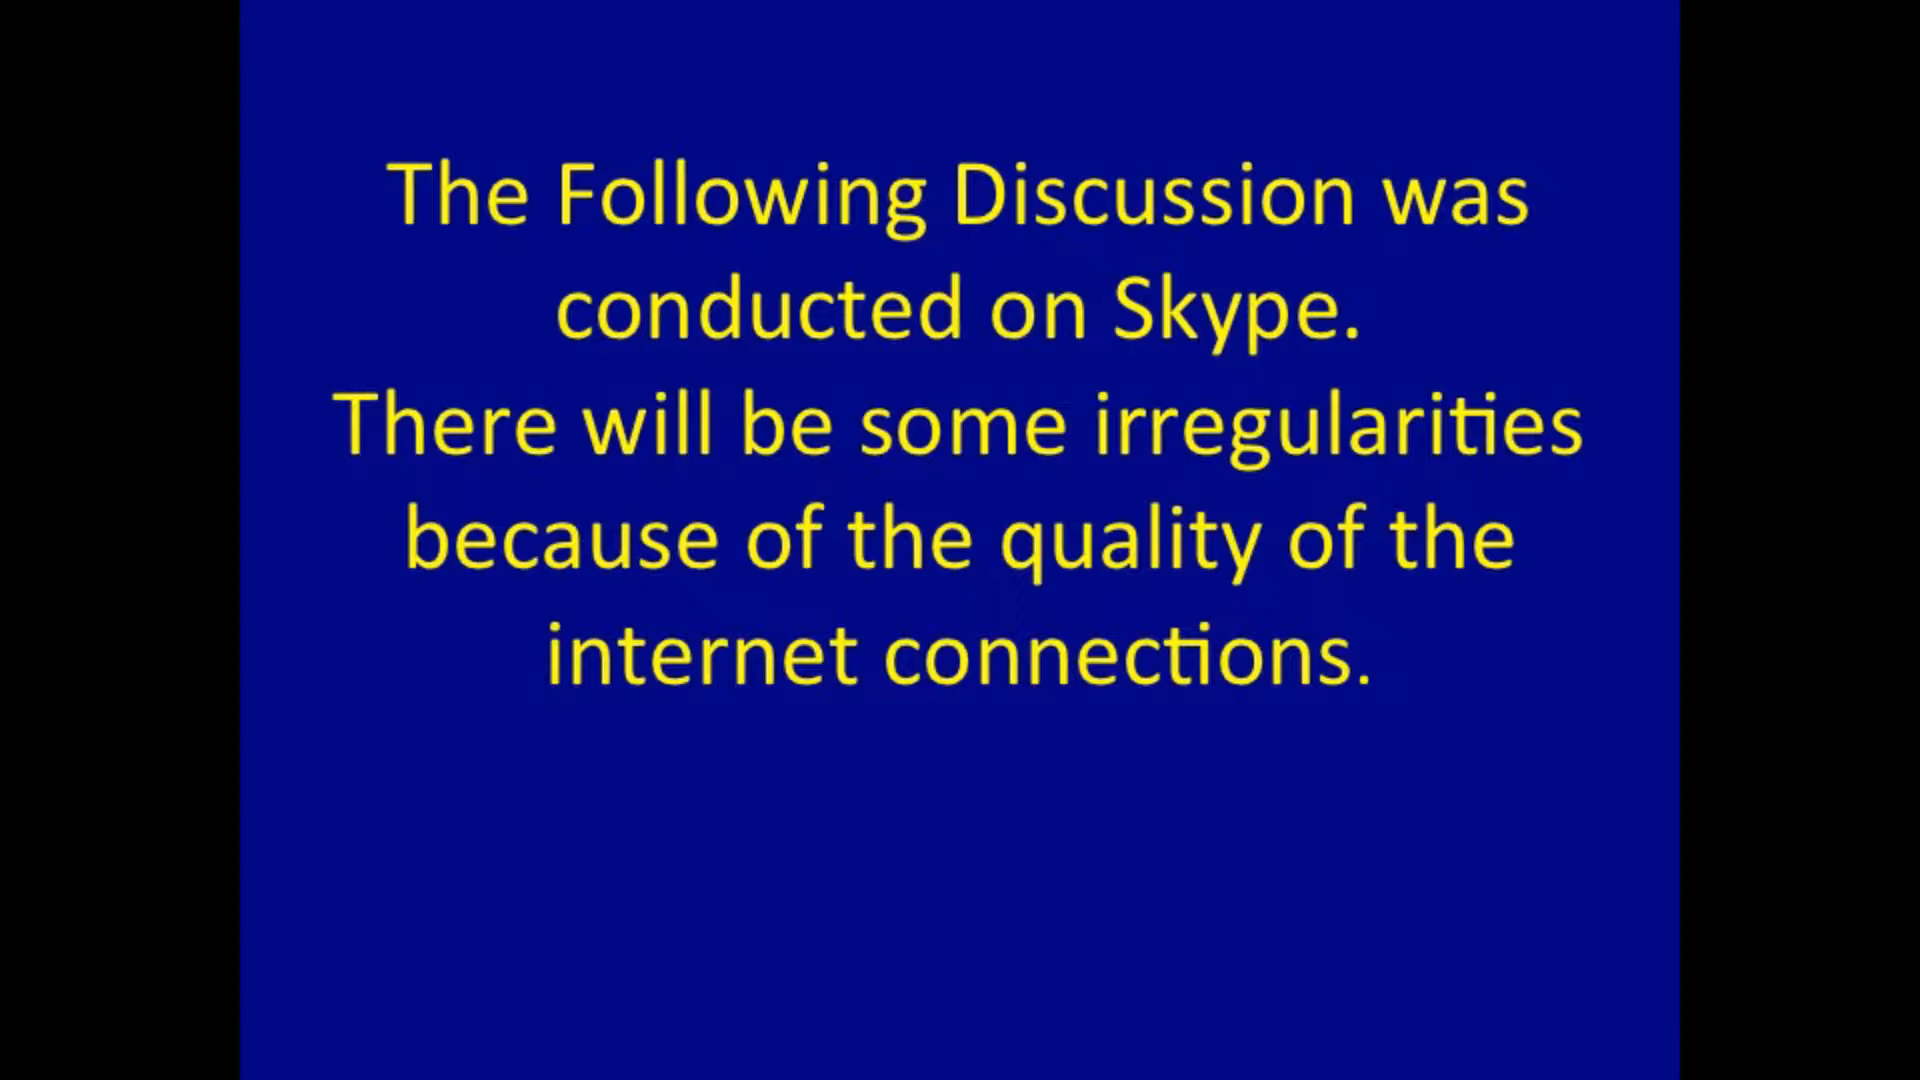 The Following Discussion was
conducted on Skype.
There will be some irregularities
because of the quality of the
internet connections.